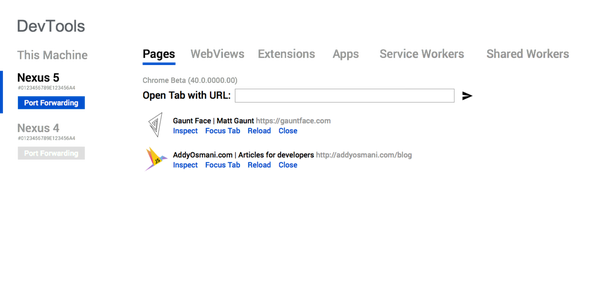 DevTools
This Machine
Nexus 5
#0123456789E123456A4
Port Forwarding
Nexus 4
#0123456789E123456A4
Port Forwarding
Pages WebViews Extensions Apps Service Workers Shared Workers
Chrome Beta (40.0.0000.00)
Open Tab with URL:
Gaunt Face | Matt Gaunt https://gauntface.com
Inspect Focus Tab Reload Close
AddyOsmani.com | Articles for developers http://addyosmani.com/blog
Inspect Focus Tab Reload Close